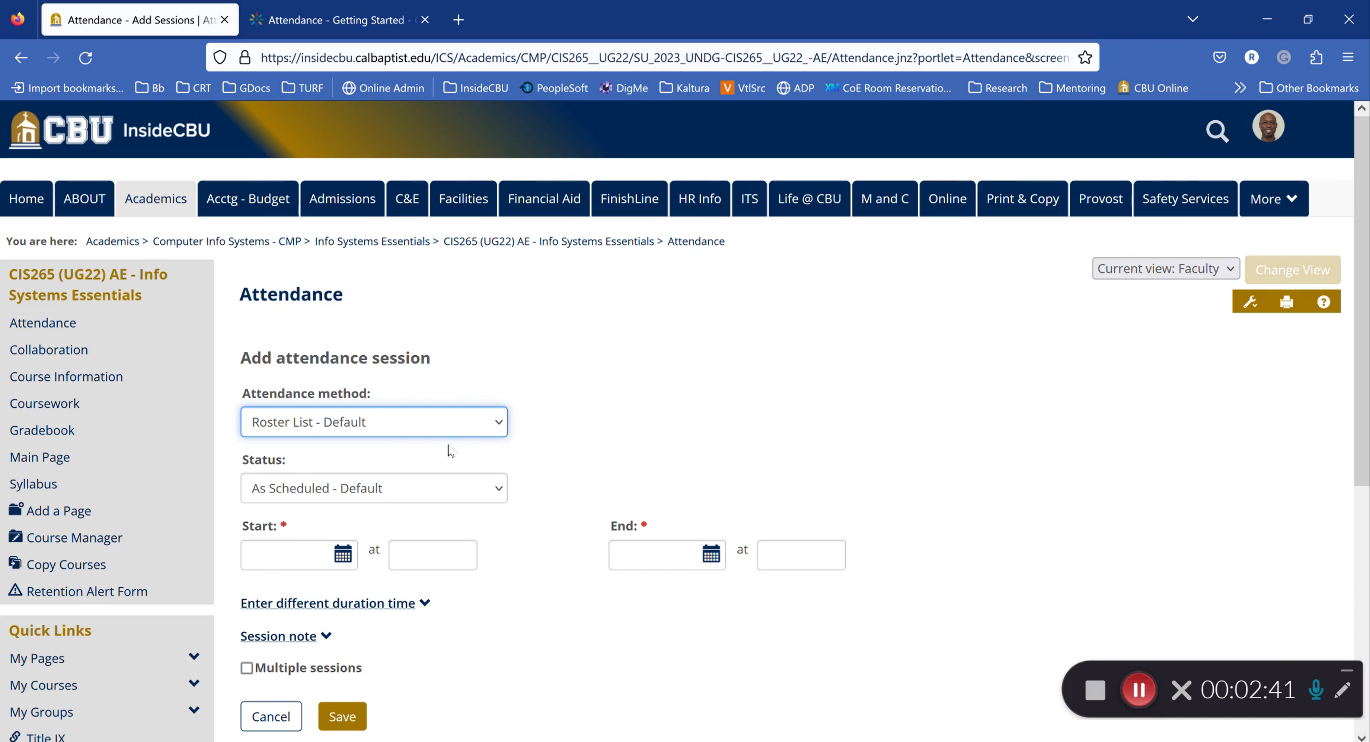 Attendance - Add Sessions | At
Attendance - Getting Started -
https://insidecbu.calbaptist.edu/ICS/Academics/CMP/CIS265__UG22/SU_2023_UNDG-CIS265__UG22_-AE/Attendance.jnz?portlet=Attendance&screen
Import bookmarks... Bb CRT GDocs TURF Online Admin InsideCBU PeopleSoft DigMe Kaltura VtlSrc ADP CoE Room Reservatio... Research Mentoring CBU Online Other Bookmarks
CBU InsideCBU
Home ABOUT Academics Acctg - Budget Admissions C&E Facilities Financial Aid FinishLine HR Info ITS Life @ CBU M and C Online Print & Copy Provost Safety Services More
You are here: Academics > Computer Info Systems - CMP > Info Systems Essentials > CIS265 (UG22) AE - Info Systems Essentials > Attendance
Current view: Faculty Change View
CIS265 (UG22) AE - Info
Systems Essentials
Attendance
Collaboration
Course Information
Coursework
Gradebook
Main Page
Syllabus
Add a Page
Course Manager
Copy Courses
Retention Alert Form
Quick Links
My Pages
My Courses
My Groups
Title IX
Attendance
Add attendance session
Attendance method:
Roster List - Default
Status:
As Scheduled - Default
Start: * End: *
at at
Enter different duration time
Session note
Multiple sessions
Cancel Save
00:02:41